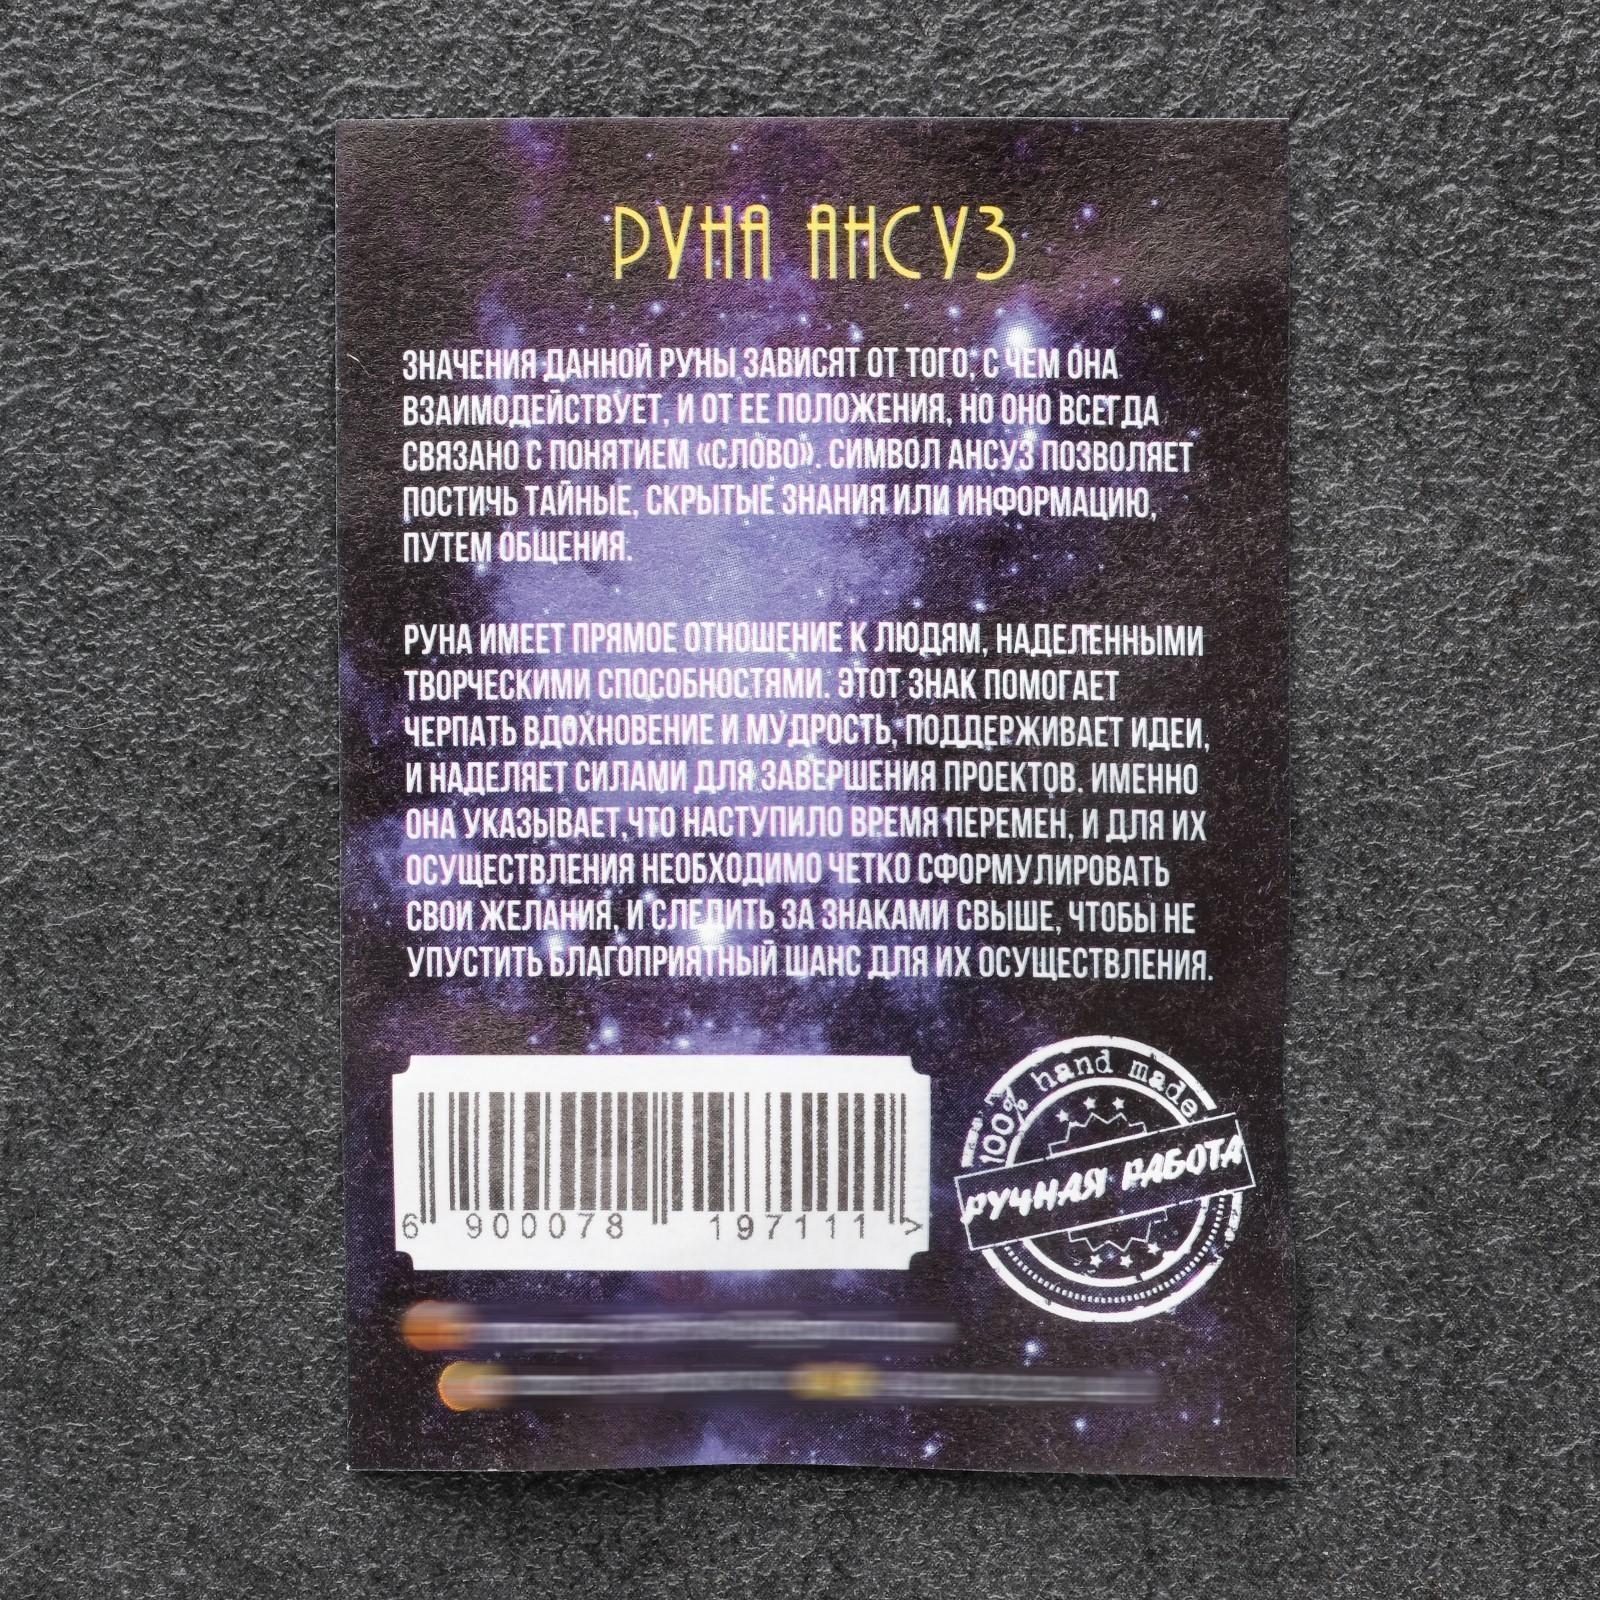 РУНА АНСУЗ
ЗНАЧЕНИЯ ДАННОЙ РУНЫ ЗАВИСЯТ ОТ ТОГО, С ЧЕМ ОНА
ВЗАИМОДЕЙСТВУЕТ, И ОТ ЕЕ ПОЛОЖЕНИЯ, НО ОНО ВСЕГДА
СВЯЗАНО С ПОНЯТИЕМ «СЛОВО». СИМВОЛ АНСУЗ ПОЗВОЛЯЕТ
ПОСТИЧЬ ТАЙНЫЕ, СКРЫТЫЕ ЗНАНИЯ ИЛИ ИНФОРМАЦИЮ,
ПУТЕМ ОБЩЕНИЯ.
РУНА ИМЕЕТ ПРЯМОЕ ОТНОШЕНИЕ К ЛЮДЯМ, НАДЕЛЕННЫМИ
ТВОРЧЕСКИМИ СПОСОБНОСТЯМИ. ЭТОТ ЗНАК ПОМОГАЕТ
ЧЕРПАТЬ ВДОХНОВЕНИЕ И МУДРОСТЬ, ПОДДЕРЖИВАЕТ ИДЕИ,
И НАДЕЛЯЕТ СИЛАМИ ДЛЯ ЗАВЕРШЕНИЯ ПРОЕКТОВ. ИМЕННО
ОНА УКАЗЫВАЕТ,ЧТО НАСТУПИЛО ВРЕМЯ ПЕРЕМЕН, И ДЛЯ ИХ
ОСУЩЕСТВЛЕНИЯ НЕОБХОДИМО ЧЕТКО СФОРМУЛИРОВАТЬ
СВОИ ЖЕЛАНИЯ, И СЛЕДИТЬ ЗА ЗНАКАМИ СВЫШЕ, ЧТОБЫ НЕ
УПУСТИТЬ БЛАГОПРИЯТНЫЙ ШАНС ДЛЯ ИХ ОСУЩЕСТВЛЕНИЯ.
6 900078 197111 >
100% hand made
РУЧНАЯ РАБОТА